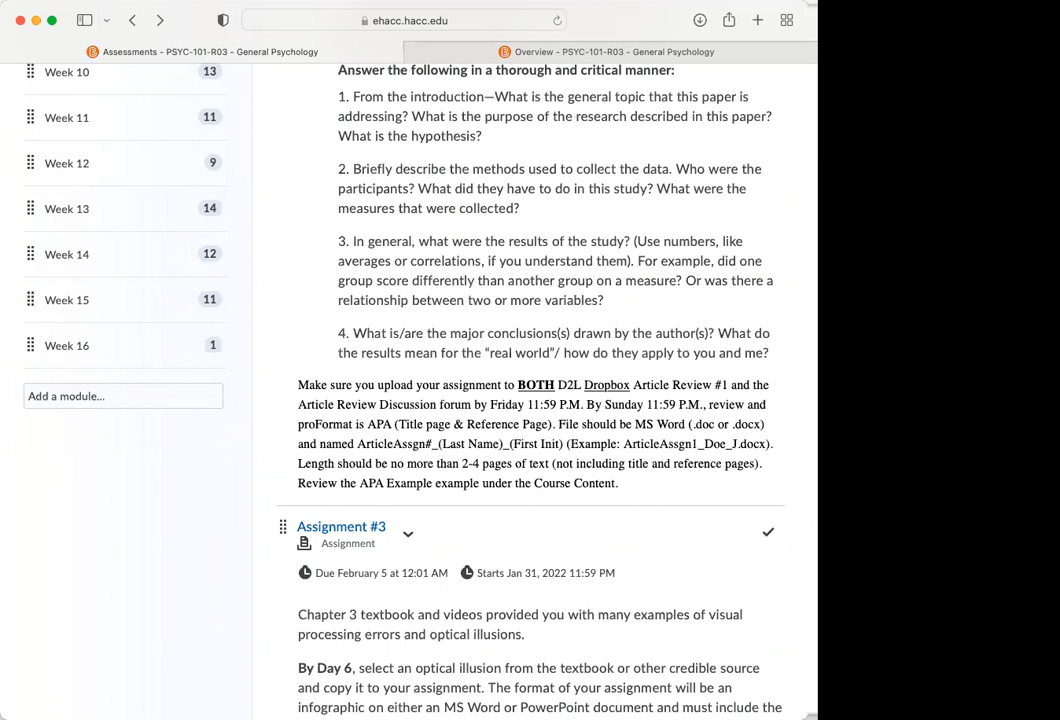 ehacc.hacc.edu
Assessments - PSYC-101-R03 - General Psychology
Overview - PSYC-101-R03 - General Psychology
Week 10 13
Week 11 11
Week 12 9
Week 13 14
Week 14 12
Week 15 11
Week 16 1
Add a module...
Answer the following in a thorough and critical manner:
1. From the introduction—What is the general topic that this paper is
addressing? What is the purpose of the research described in this paper?
What is the hypothesis?
2. Briefly describe the methods used to collect the data. Who were the
participants? What did they have to do in this study? What were the
measures that were collected?
3. In general, what were the results of the study? (Use numbers, like
averages or correlations, if you understand them). For example, did one
group score differently than another group on a measure? Or was there a
relationship between two or more variables?
4. What is/are the major conclusions(s) drawn by the author(s)? What do
the results mean for the “real world”/ how do they apply to you and me?
Make sure you upload your assignment to BOTH D2L Dropbox Article Review #1 and the
Article Review Discussion forum by Friday 11:59 P.M. By Sunday 11:59 P.M., review and
proFormat is APA (Title page & Reference Page). File should be MS Word (.doc or .docx)
and named ArticleAssgn#_(Last Name)_(First Init) (Example: ArticleAssgn1_Doe_J.docx).
Length should be no more than 2-4 pages of text (not including title and reference pages).
Review the APA Example example under the Course Content.
Assignment #3
Assignment
Due February 5 at 12:01 AM Starts Jan 31, 2022 11:59 PM
Chapter 3 textbook and videos provided you with many examples of visual
processing errors and optical illusions.
By Day 6, select an optical illusion from the textbook or other credible source
and copy it to your assignment. The format of your assignment will be an
infographic on either an MS Word or PowerPoint document and must include the